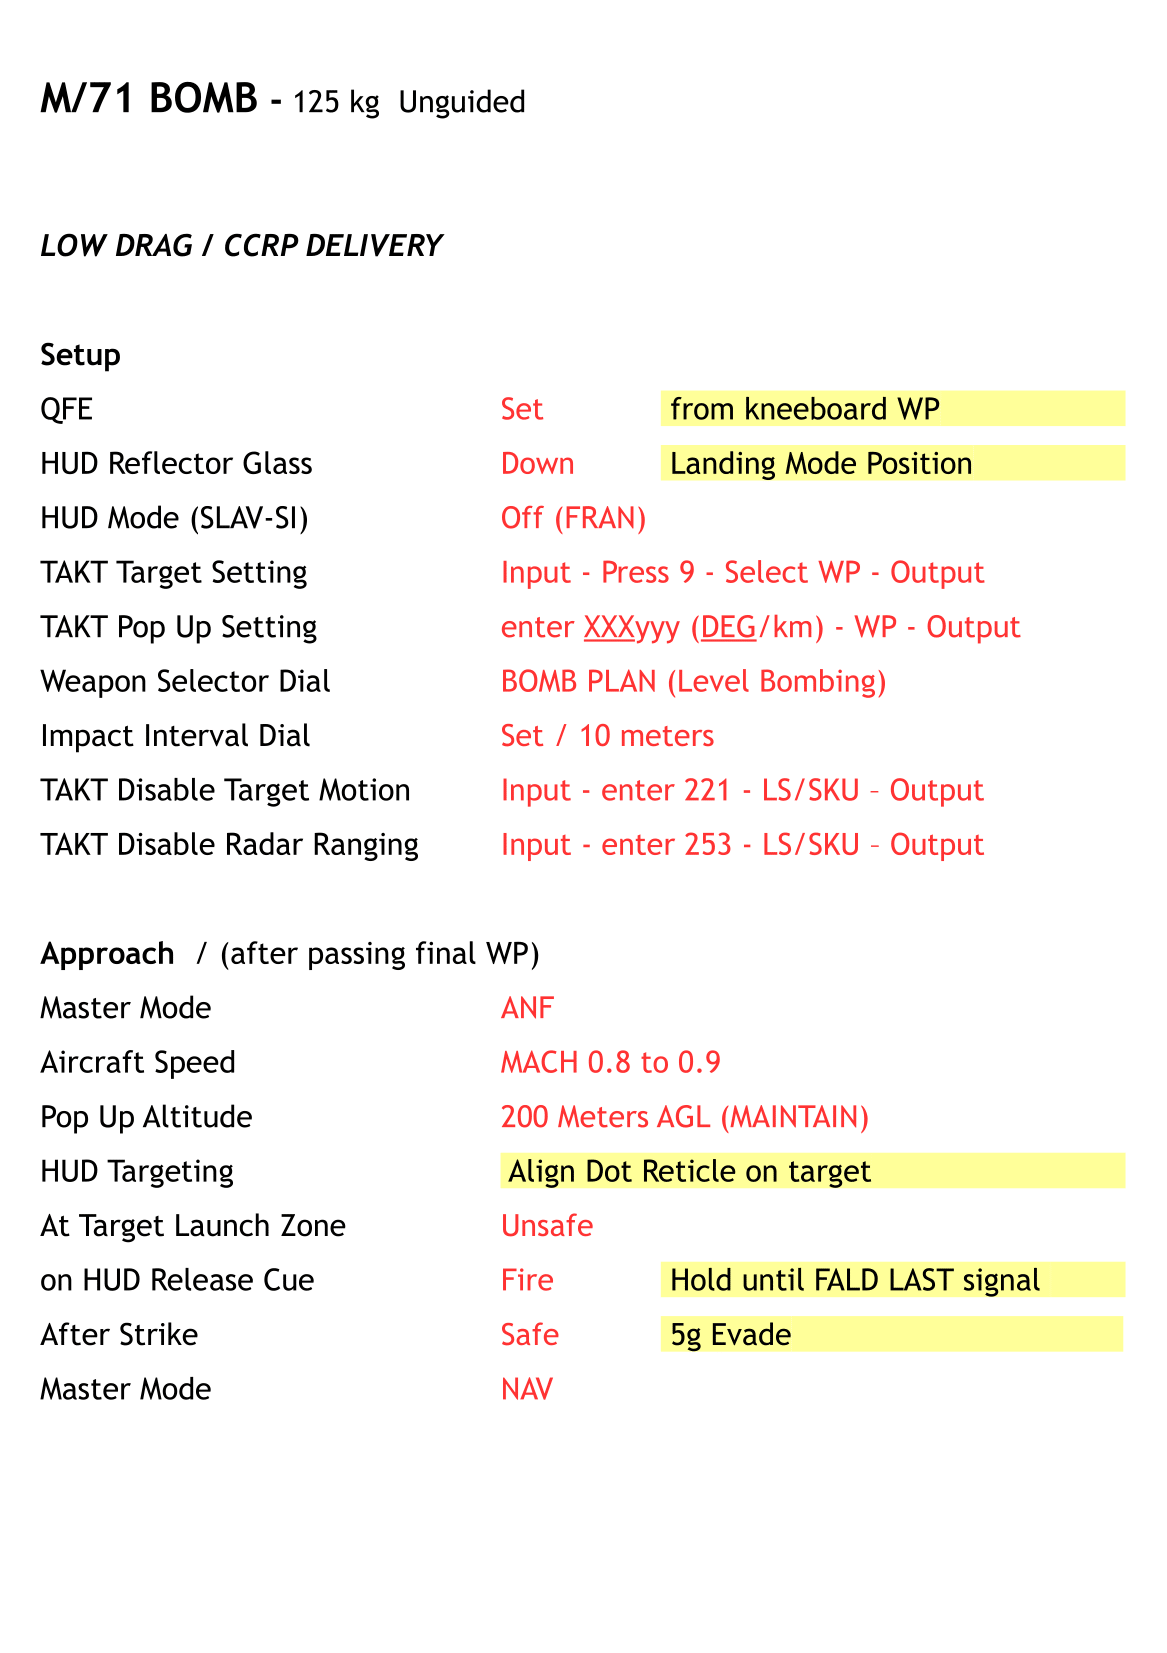 M/71 BOMB - 125 kg  Unguided
LOW DRAG / CCRP DELIVERY
Setup
QFE Set from kneeboard WP
HUD Reflector Glass Down Landing Mode Position
HUD Mode (SLAV-SI) Off (FRAN)
TAKT Target Setting Input - Press 9 - Select WP - Output
TAKT Pop Up Setting enter XXXyyy (DEG/km) - WP - Output
Weapon Selector Dial BOMB PLAN (Level Bombing)
Impact Interval Dial Set / 10 meters
TAKT Disable Target Motion Input - enter 221 - LS/SKU – Output
TAKT Disable Radar Ranging Input - enter 253 - LS/SKU – Output
Approach  / (after passing final WP)
Master Mode ANF
Aircraft Speed MACH 0.8 to 0.9
Pop Up Altitude 200 Meters AGL (MAINTAIN)
HUD Targeting Align Dot Reticle on target
At Target Launch Zone Unsafe
on HUD Release Cue Fire Hold until FALD LAST signal
After Strike Safe 5g Evade
Master Mode NAV